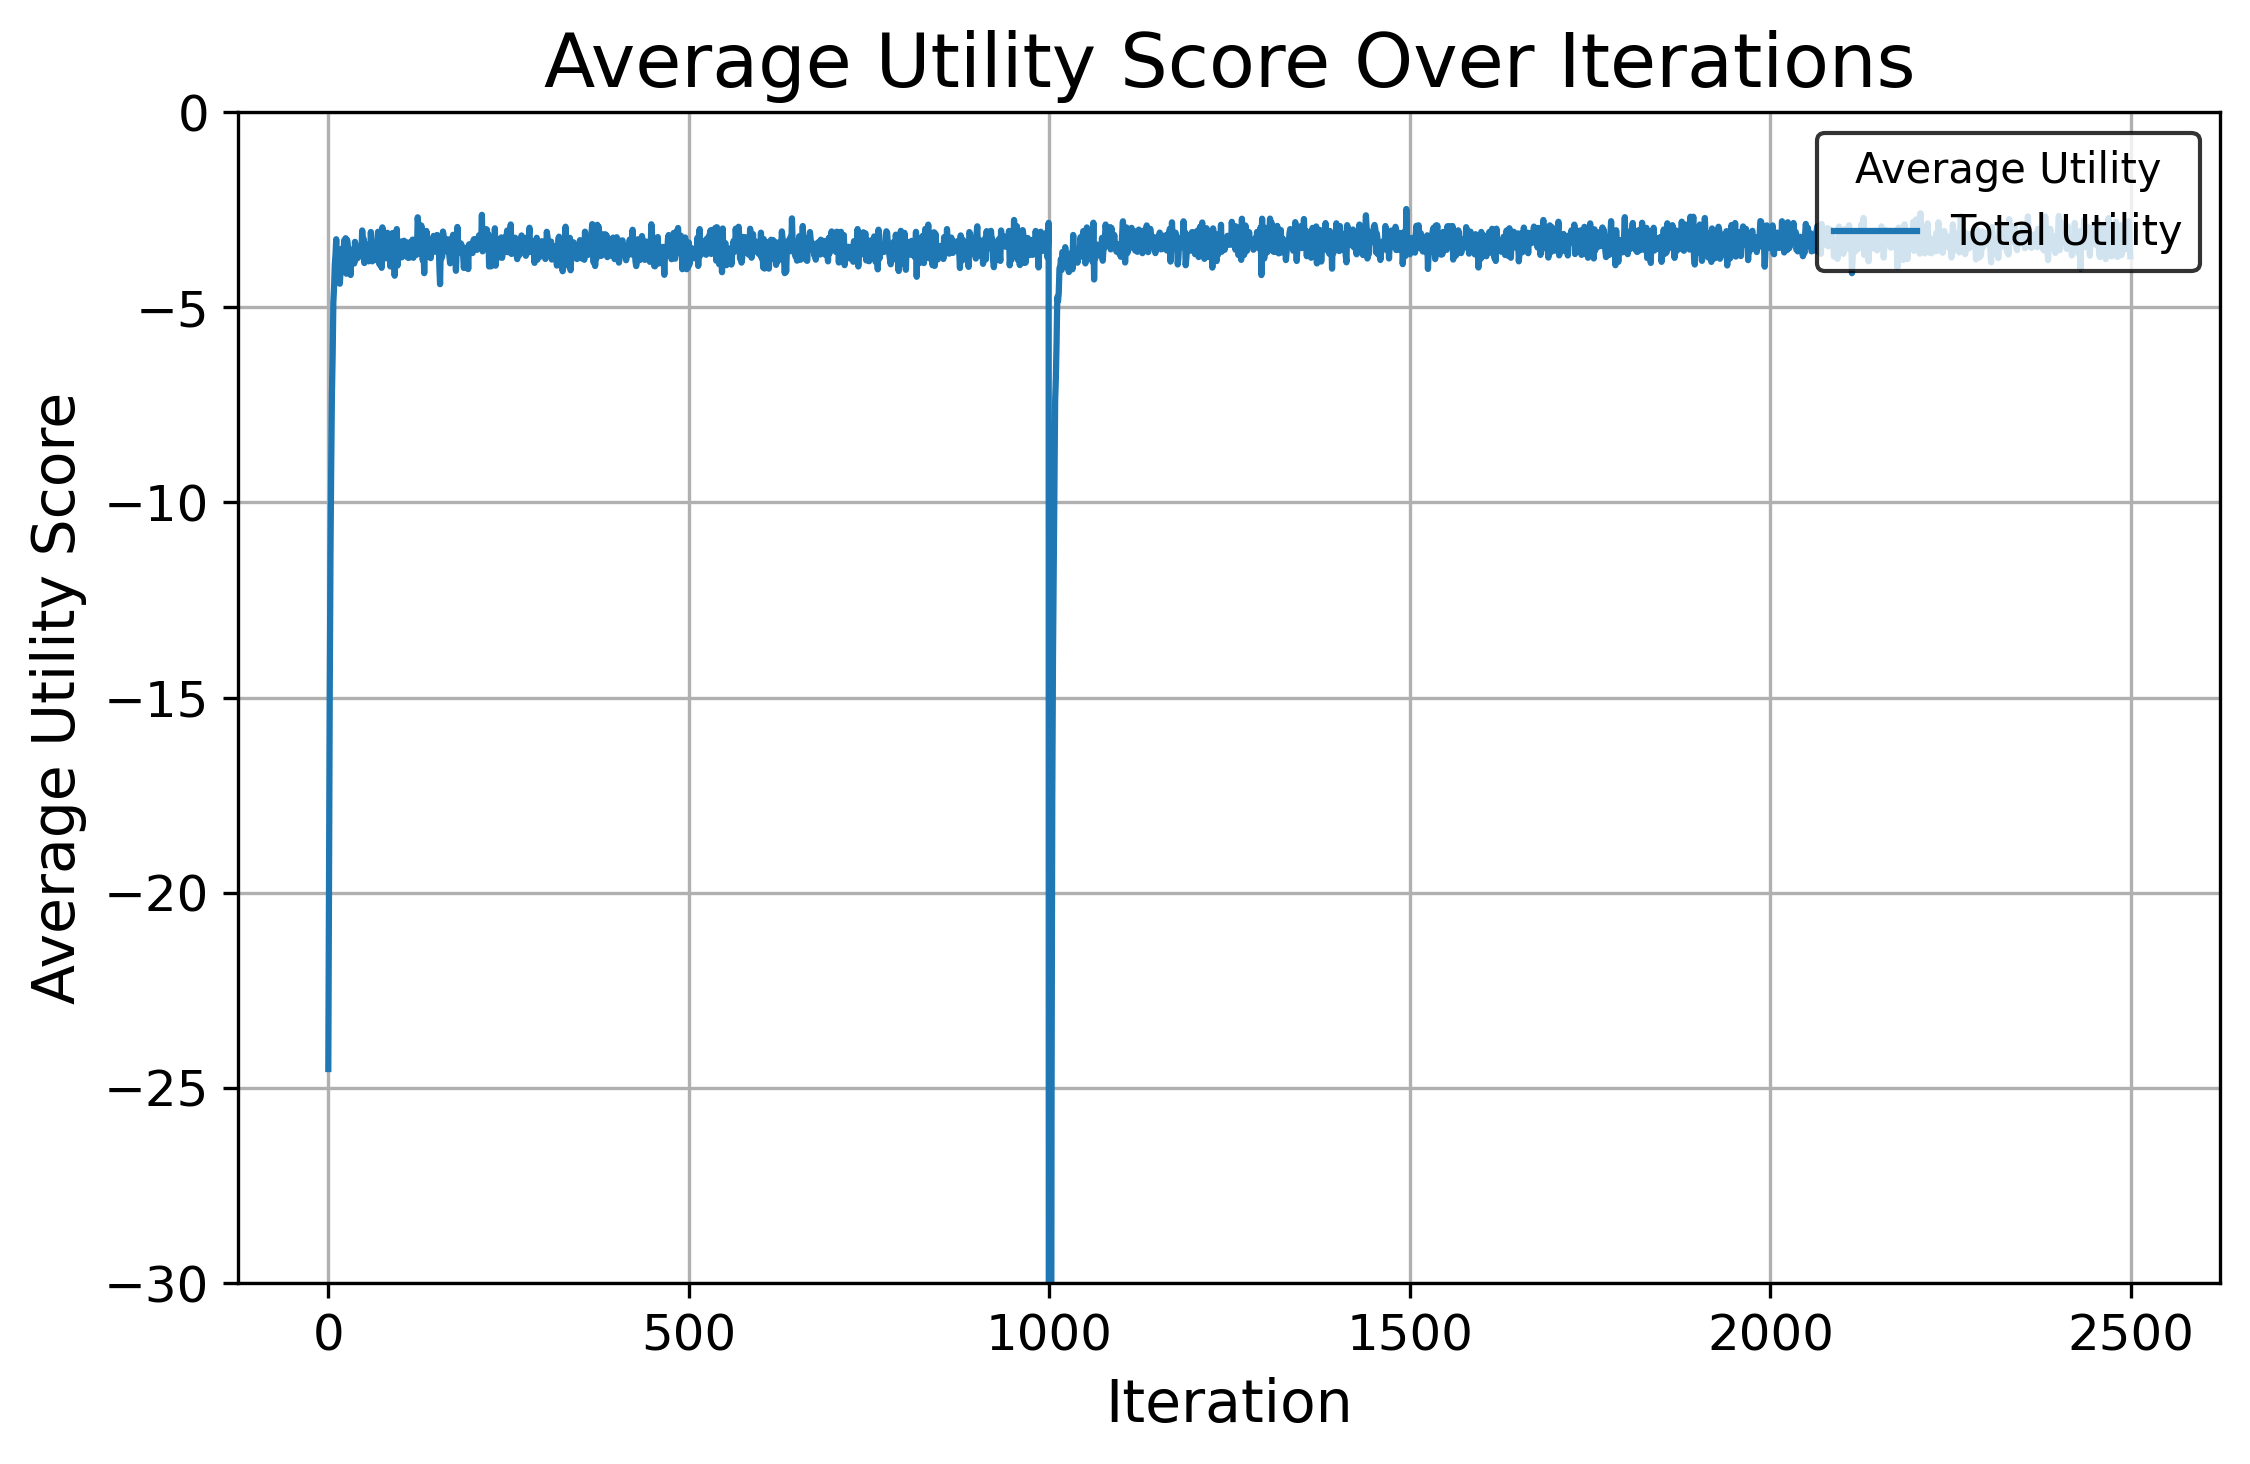 Average Utility Score Over Iterations
Average Utility
Total Utility
Average Utility Score
0
−5
−10
−15
−20
−25
−30
0 500 1000 1500 2000 2500
Iteration